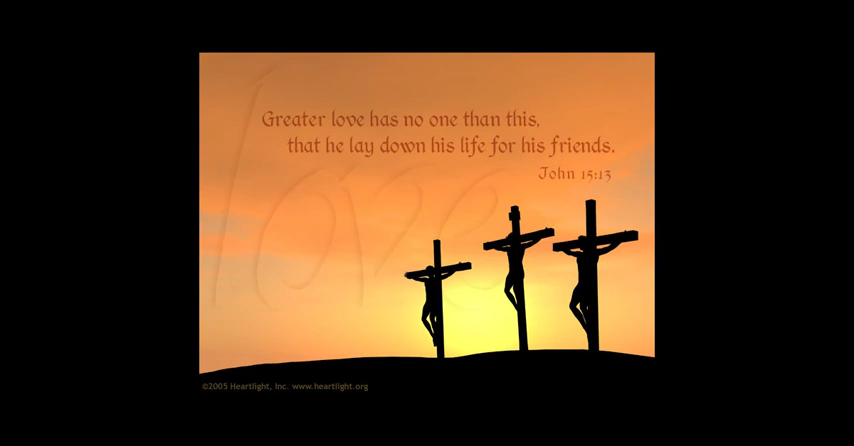 love
Greater love has no one than this,
that he lay down his life for his friends.
John 15:13
©2005 Heartlight, Inc. www.heartlight.org